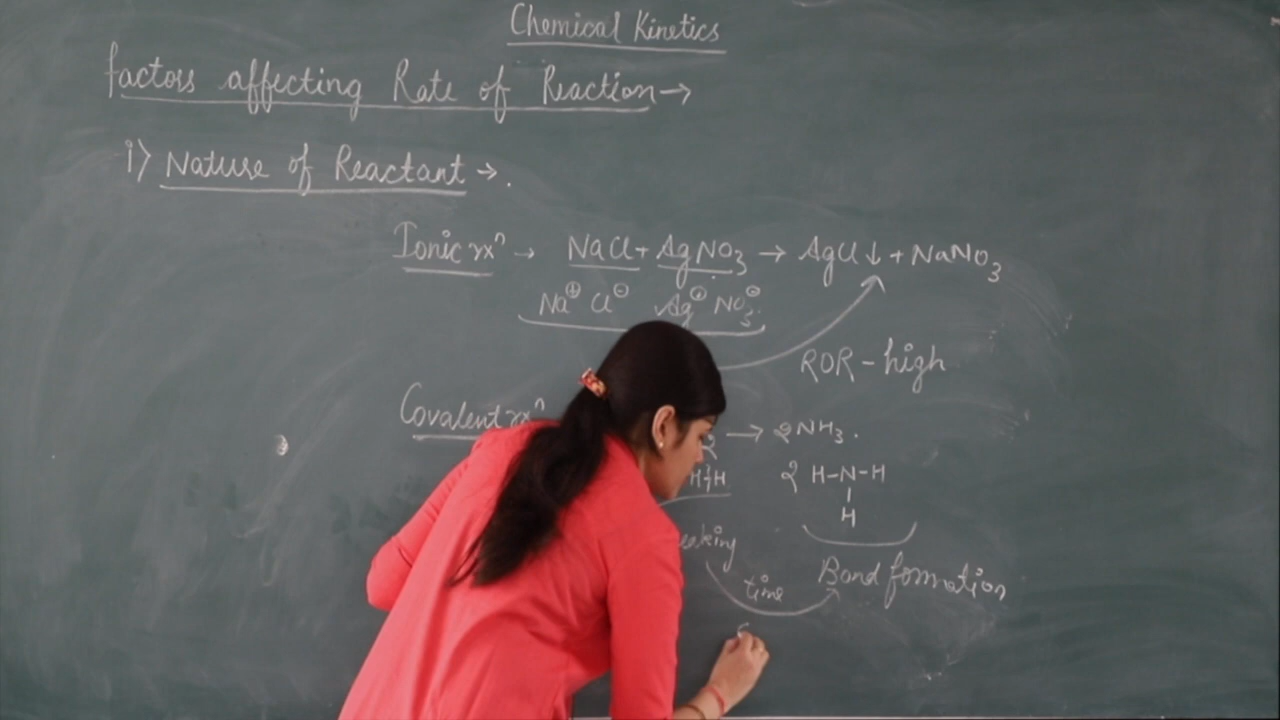 Chemical Kinetics
factors affecting Rate of Reaction→
i) Nature of Reactant →.
Ionic rxⁿ → NaCl + AgNO₃ → AgCl↓ + NaNO₃
Na⊕ Cl⊖ Ag⊕ NO₃⊖.
ROR - high
Covalent rxⁿ → 2NH₃.
H-H 2 H-N-H
H
time Bond formation